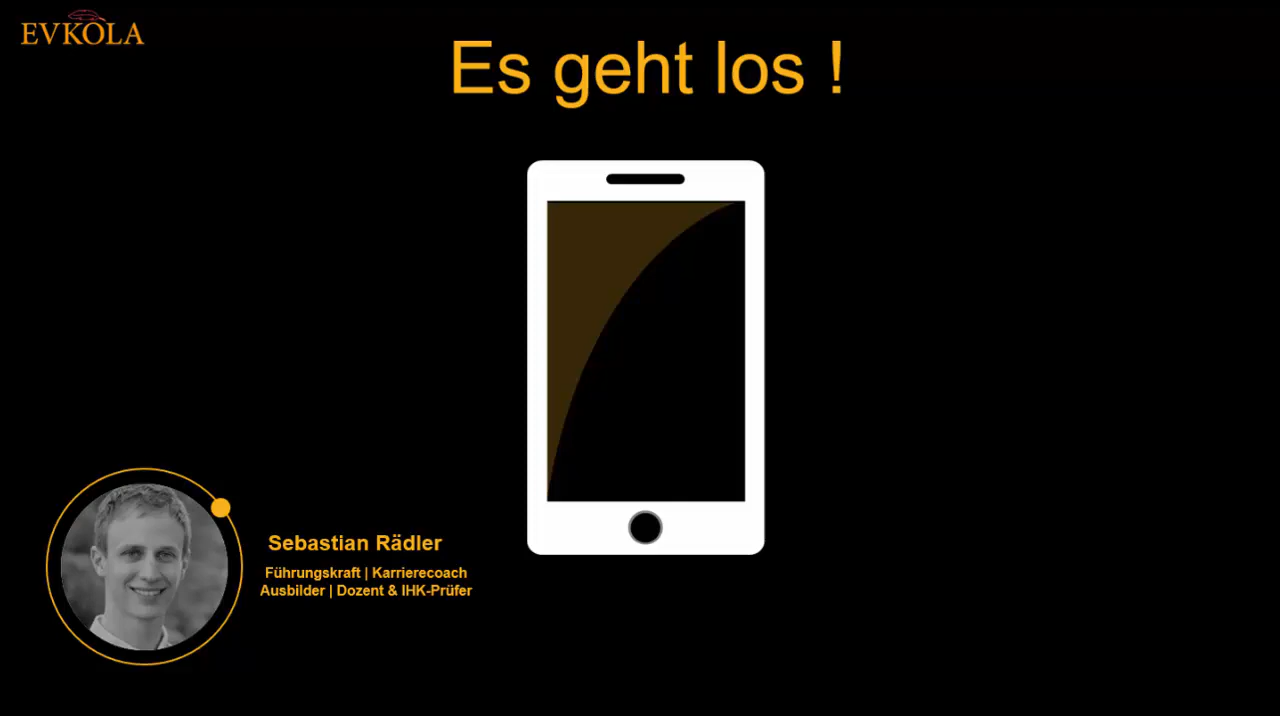 EVKOLA
Es geht los !
Sebastian Rädler
Führungskraft | Karrierecoach
Ausbilder | Dozent & IHK-Prüfer